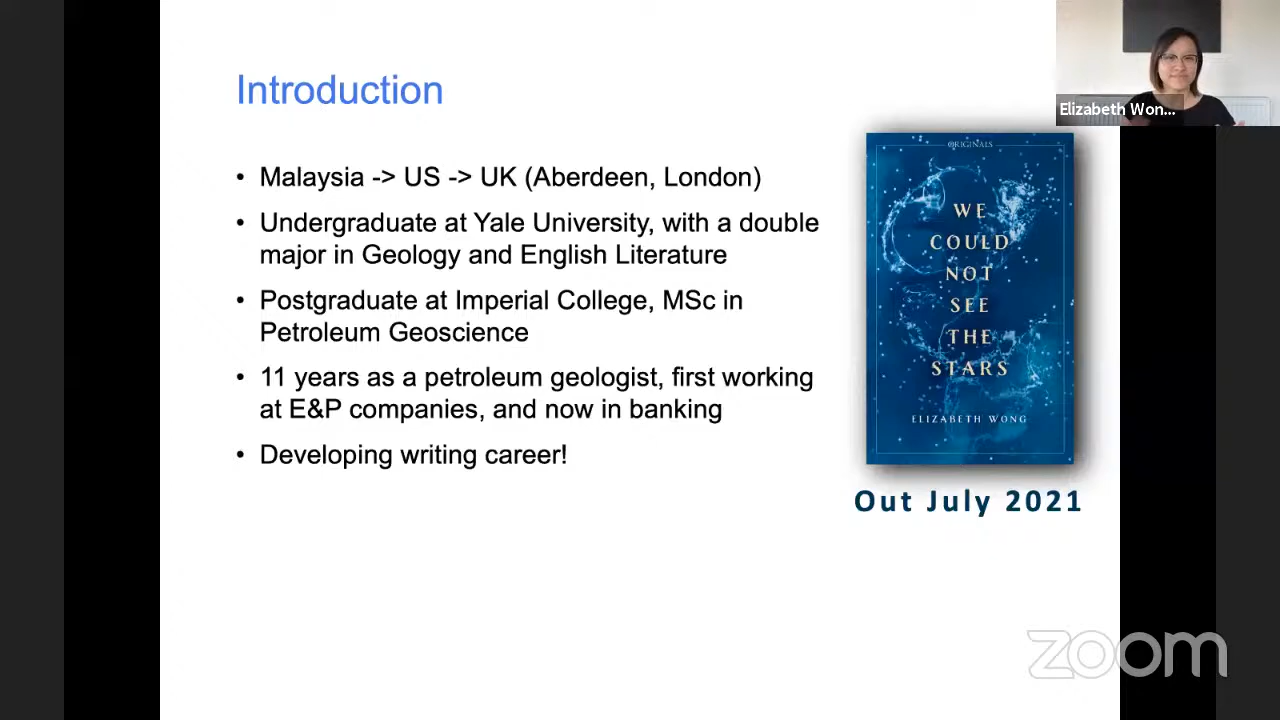 Introduction
Elizabeth Won...
• Malaysia -> US -> UK (Aberdeen, London)
• Undergraduate at Yale University, with a double
major in Geology and English Literature
• Postgraduate at Imperial College, MSc in
Petroleum Geoscience
• 11 years as a petroleum geologist, first working
at E&P companies, and now in banking
• Developing writing career!
ORIGINALS
WE
COULD
NOT
SEE
THE
STARS
ELIZABETH WONG
Out July 2021
zoom